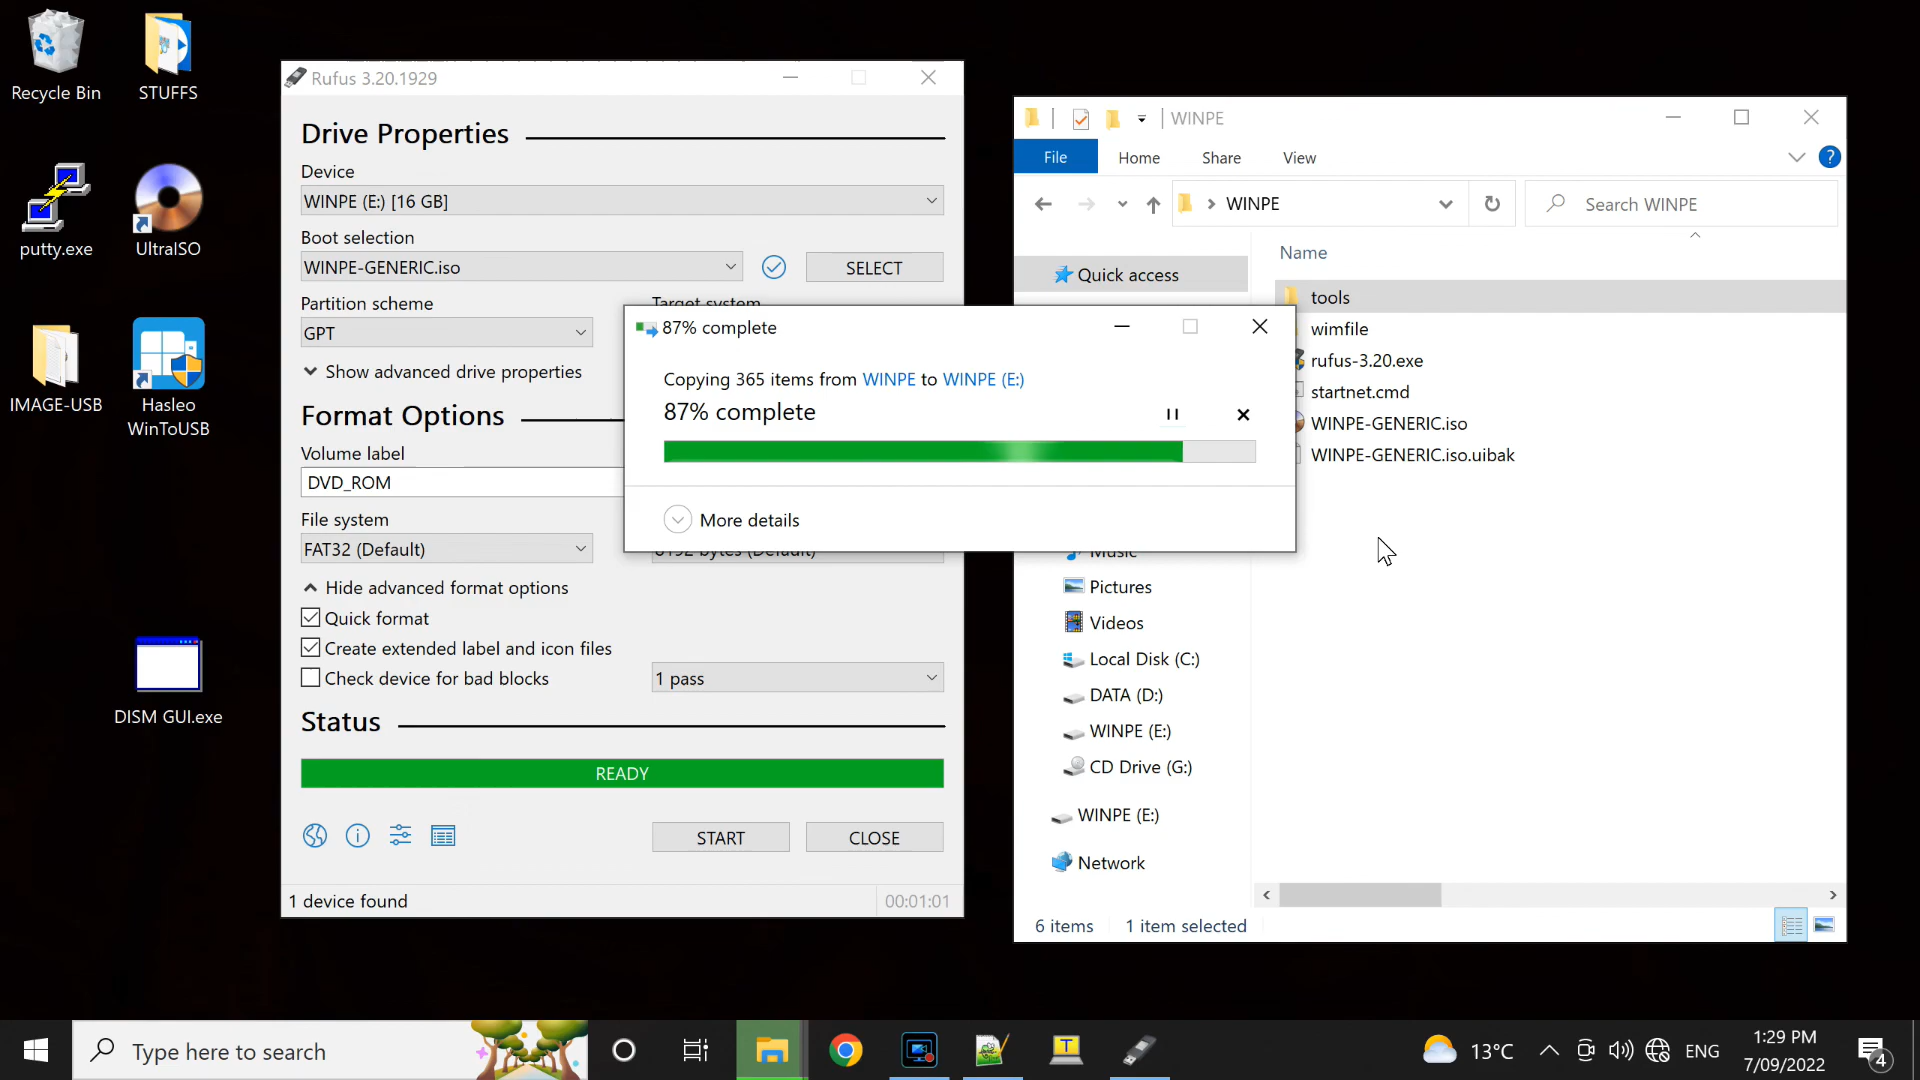 Recycle Bin
STUFFS
putty.exe
UltraISO
IMAGE-USB
Hasleo
WinToUSB
DISM GUI.exe
Rufus 3.20.1929
Drive Properties
Device
WINPE (E:) [16 GB]
Boot selection
WINPE-GENERIC.iso
SELECT
Partition scheme
Target system
GPT
Show advanced drive properties
Format Options
Volume label
DVD_ROM
File system
FAT32 (Default)
8192 bytes (Default)
Hide advanced format options
Quick format
Create extended label and icon files
Check device for bad blocks
1 pass
Status
READY
START
CLOSE
1 device found
00:01:01
87% complete
Copying 365 items from WINPE to WINPE (E:)
87% complete
More details
WINPE
File
Home
Share
View
WINPE
Search WINPE
Name
Quick access
tools
wimfile
rufus-3.20.exe
startnet.cmd
WINPE-GENERIC.iso
WINPE-GENERIC.iso.uibak
Music
Pictures
Videos
Local Disk (C:)
DATA (D:)
WINPE (E:)
CD Drive (G:)
WINPE (E:)
Network
6 items
1 item selected
Type here to search
T
13°C
ENG
1:29 PM
7/09/2022
4